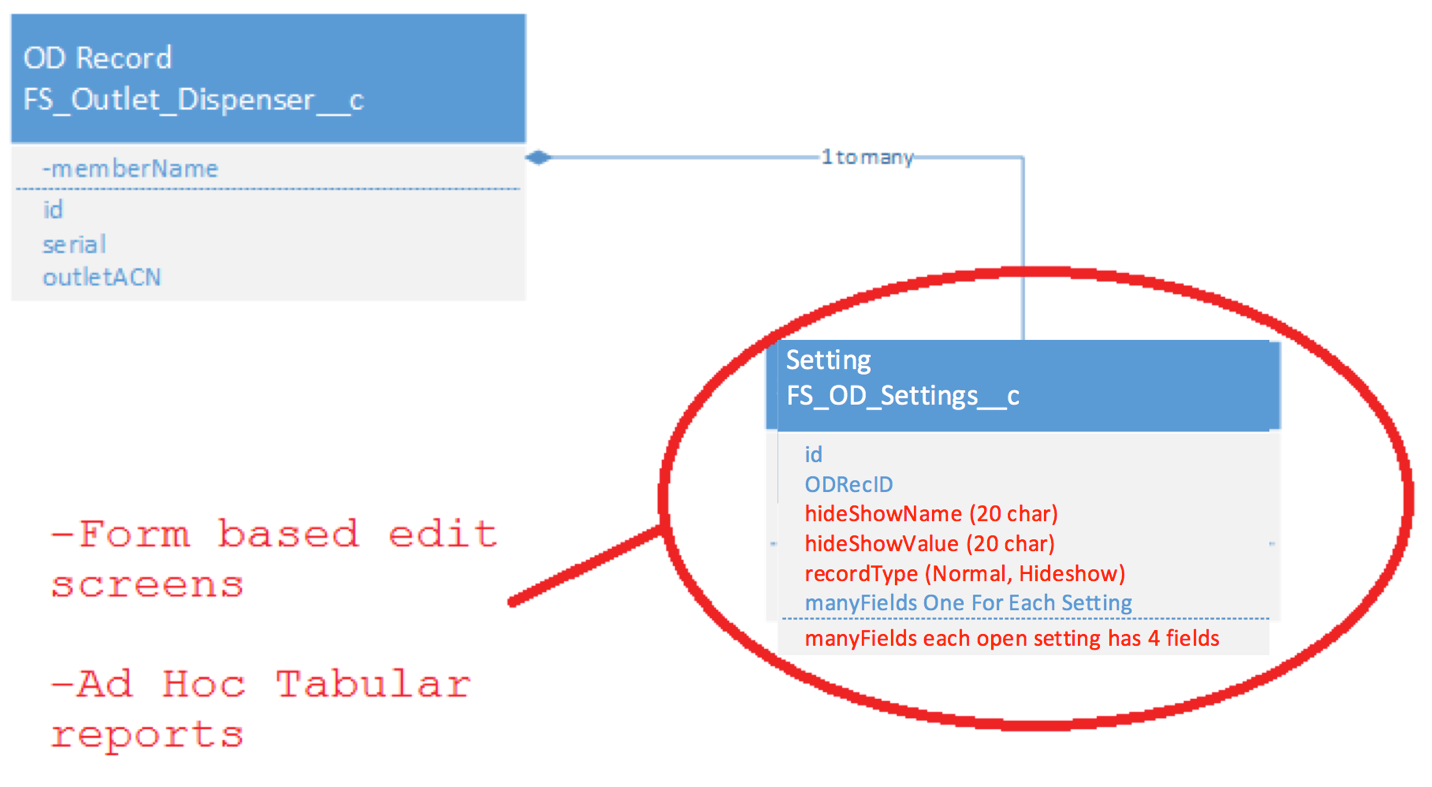 OD Record
FS_Outlet_Dispenser__c
-memberName
id
serial
outletACN
1 to many
Setting
FS_OD_Settings__c
id
ODRecID
hideShowName (20 char)
hideShowValue (20 char)
recordType (Normal, Hideshow)
manyFields One For Each Setting
manyFields each open setting has 4 fields
-Form based edit
screens
-Ad Hoc Tabular
reports